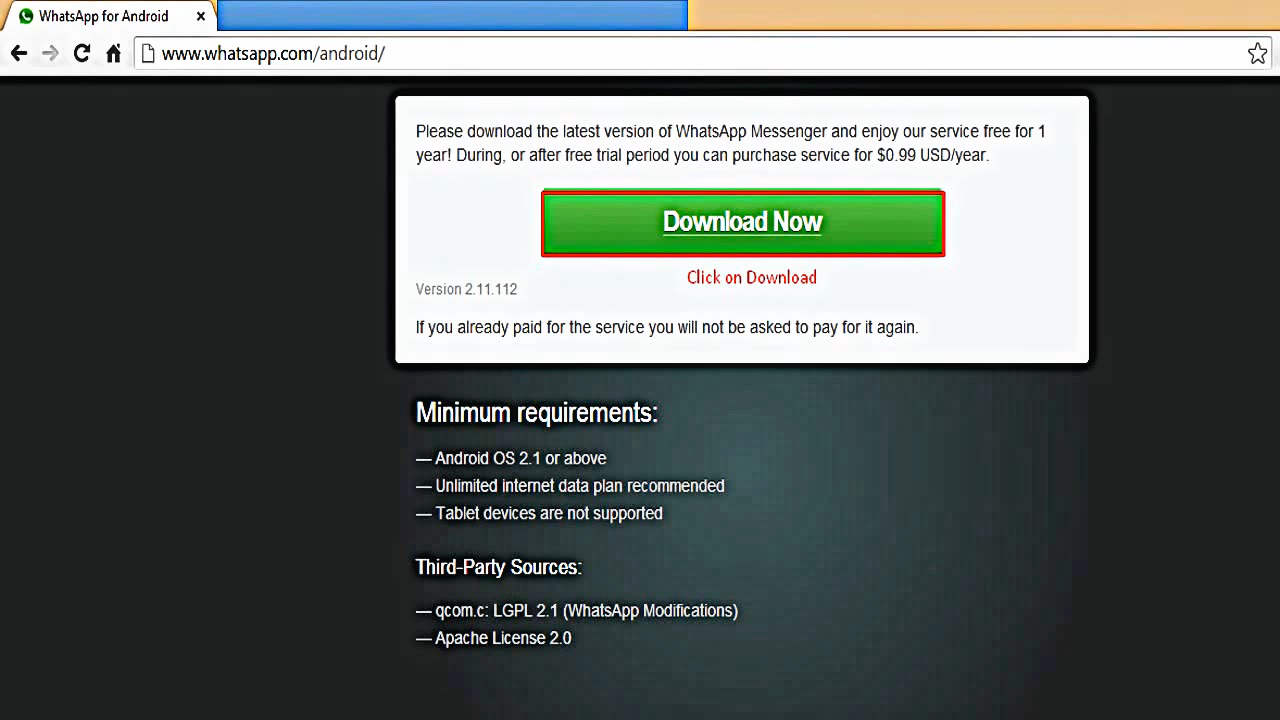 WhatsApp for Android
www.whatsapp.com/android/
Please download the latest version of WhatsApp Messenger and enjoy our service free for 1
year! During, or after free trial period you can purchase service for $0.99 USD/year.
Download Now
Click on Download
Version 2.11.112
If you already paid for the service you will not be asked to pay for it again.
Minimum requirements:
— Android OS 2.1 or above
— Unlimited internet data plan recommended
— Tablet devices are not supported
Third-Party Sources:
— qcom.c: LGPL 2.1 (WhatsApp Modifications)
— Apache License 2.0